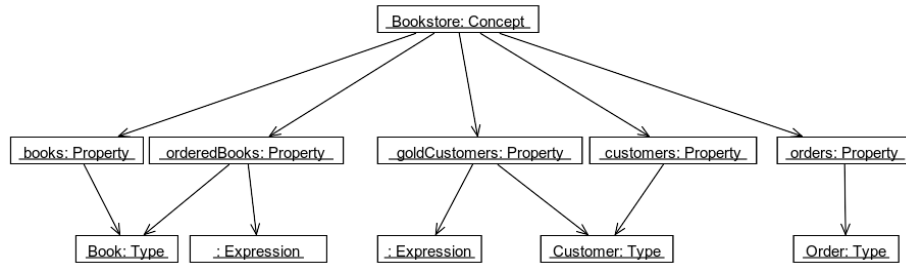 Bookstore: Concept
books: Property
orderedBooks: Property
goldCustomers: Property
customers: Property
orders: Property
Book: Type
: Expression
: Expression
Customer: Type
Order: Type